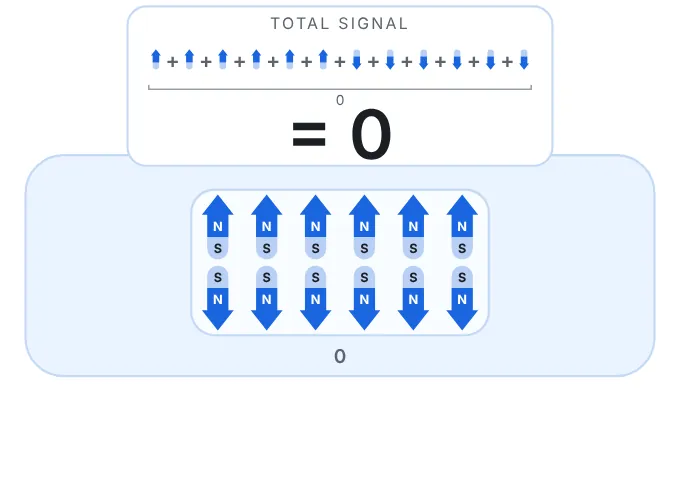 TOTAL SIGNAL
+ + + + + + + + + + +
0
= 0
N N N N N N
S S S S S S
S S S S S S
N N N N N N
0